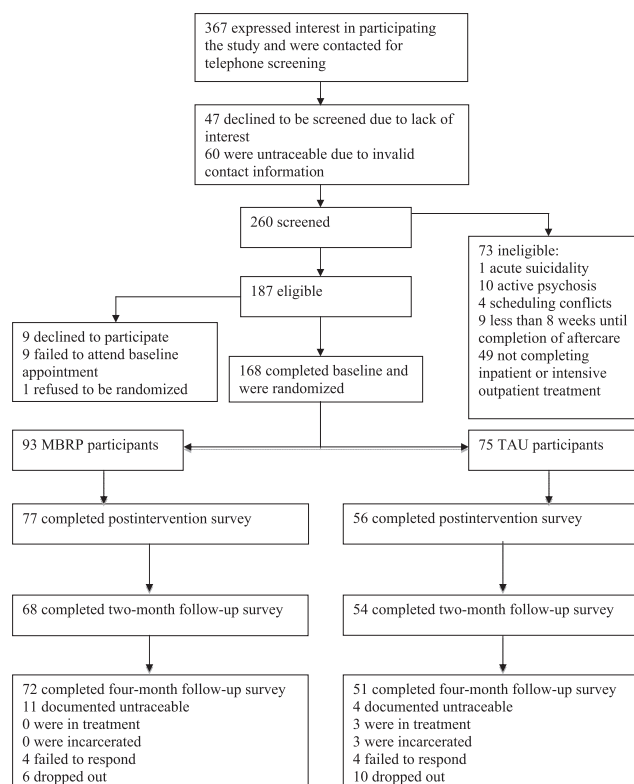 367 expressed interest in participating
the study and were contacted for
telephone screening
47 declined to be screened due to lack of
interest
60 were untraceable due to invalid
contact information
260 screened
73 ineligible:
1 acute suicidality
10 active psychosis
4 scheduling conflicts
9 less than 8 weeks until
completion of aftercare
49 not completing
inpatient or intensive
outpatient treatment
187 eligible
9 declined to participate
9 failed to attend baseline
appointment
1 refused to be randomized
168 completed baseline and
were randomized
93 MBRP participants
75 TAU participants
77 completed postintervention survey
56 completed postintervention survey
68 completed two-month follow-up survey
54 completed two-month follow-up survey
72 completed four-month follow-up survey
11 documented untraceable
0 were in treatment
0 were incarcerated
4 failed to respond
6 dropped out
51 completed four-month follow-up survey
4 documented untraceable
3 were in treatment
3 were incarcerated
4 failed to respond
10 dropped out